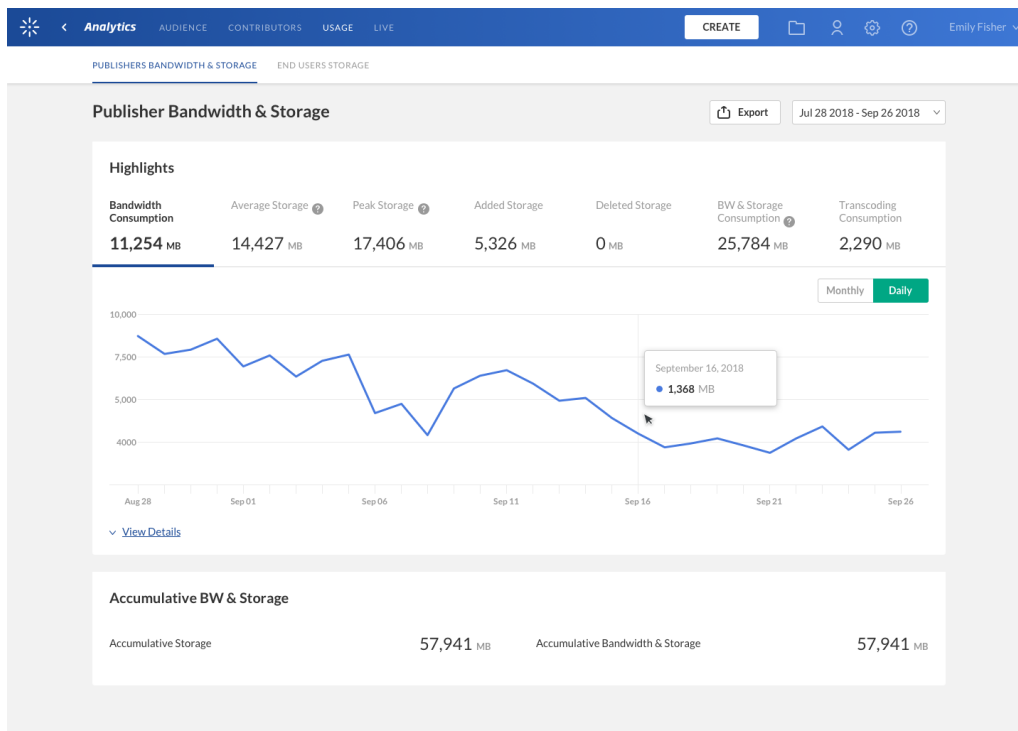 Analytics AUDIENCE CONTRIBUTORS USAGE LIVE CREATE Emily Fisher
PUBLISHERS BANDWIDTH & STORAGE END USERS STORAGE
Publisher Bandwidth & Storage
Export
Jul 28 2018 - Sep 26 2018
Highlights
Bandwidth Consumption
11,254 MB
Average Storage ?
14,427 MB
Peak Storage ?
17,406 MB
Added Storage
5,326 MB
Deleted Storage
0 MB
BW & Storage Consumption ?
25,784 MB
Transcoding Consumption
2,290 MB
Monthly Daily
10,000
7,500
5,000
4000
September 16, 2018
1,368 MB
Aug 28 Sep 01 Sep 06 Sep 11 Sep 16 Sep 21 Sep 26
View Details
Accumulative BW & Storage
Accumulative Storage 57,941 MB Accumulative Bandwidth & Storage 57,941 MB